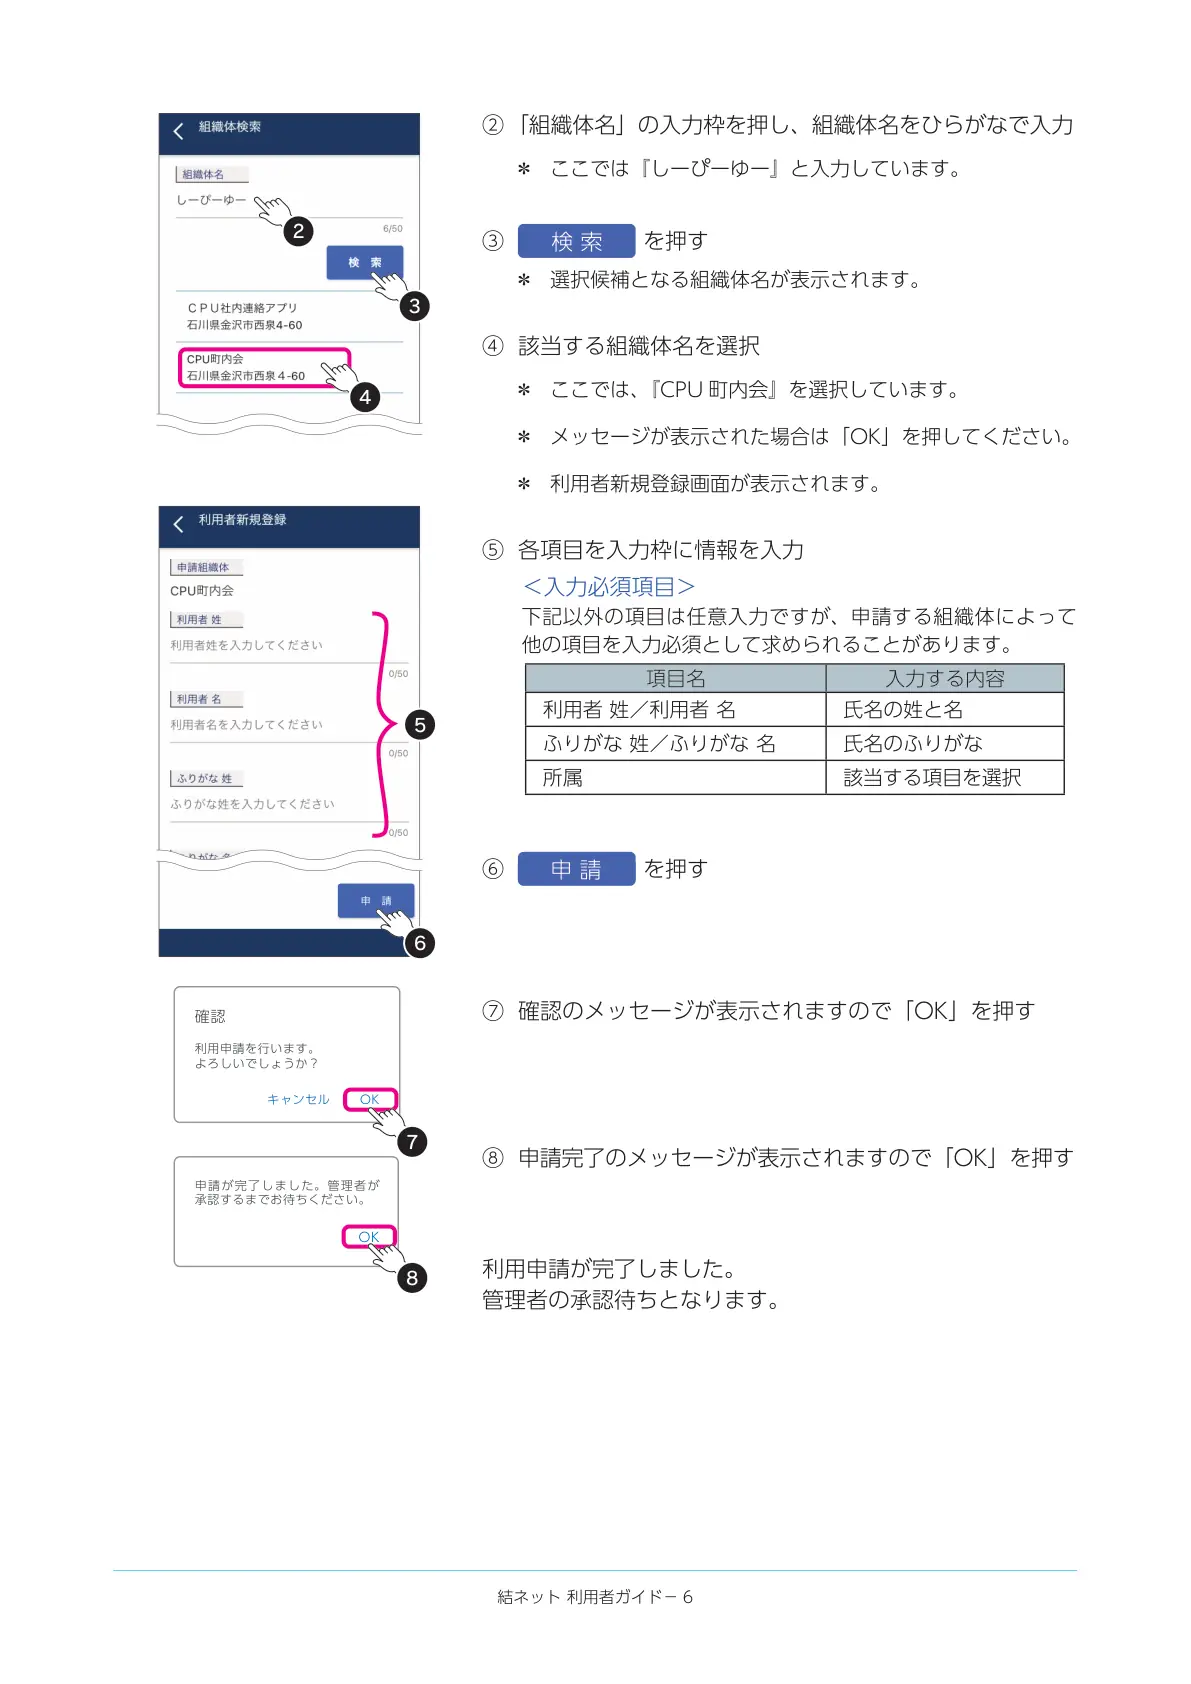 組織体検索
組織体名
しーぴーゆー
2
6/50
検 索
3
ＣＰＵ社内連絡アプリ
石川県金沢市西泉4-60
CPU町内会
石川県金沢市西泉４-60
4
② 「組織体名」の入力枠を押し、組織体名をひらがなで入力
＊ ここでは『しーぴーゆー』と入力しています。
③ 検 索 を押す
＊ 選択候補となる組織体名が表示されます。
④ 該当する組織体名を選択
＊ ここでは、『CPU 町内会』を選択しています。
＊ メッセージが表示された場合は「OK」を押してください。
＊ 利用者新規登録画面が表示されます。
利用者新規登録
申請組織体
CPU町内会
利用者 姓
利用者姓を入力してください
0/50
利用者 名
利用者名を入力してください
0/50
5
ふりがな 姓
ふりがな姓を入力してください
0/50
ふりがな 名
申 請
6
⑤ 各項目を入力枠に情報を入力
＜入力必須項目＞
下記以外の項目は任意入力ですが、申請する組織体によって
他の項目を入力必須として求められることがあります。
項目名 入力する内容
利用者 姓／利用者 名 氏名の姓と名
ふりがな 姓／ふりがな 名 氏名のふりがな
所属 該当する項目を選択
⑥ 申 請 を押す
確認
利用申請を行います。
よろしいでしょうか？
キャンセル OK
7
⑦ 確認のメッセージが表示されますので「OK」を押す
申請が完了しました。管理者が
承認するまでお待ちください。
OK
8
⑧ 申請完了のメッセージが表示されますので「OK」を押す
利用申請が完了しました。
管理者の承認待ちとなります。
結ネット 利用者ガイド− 6